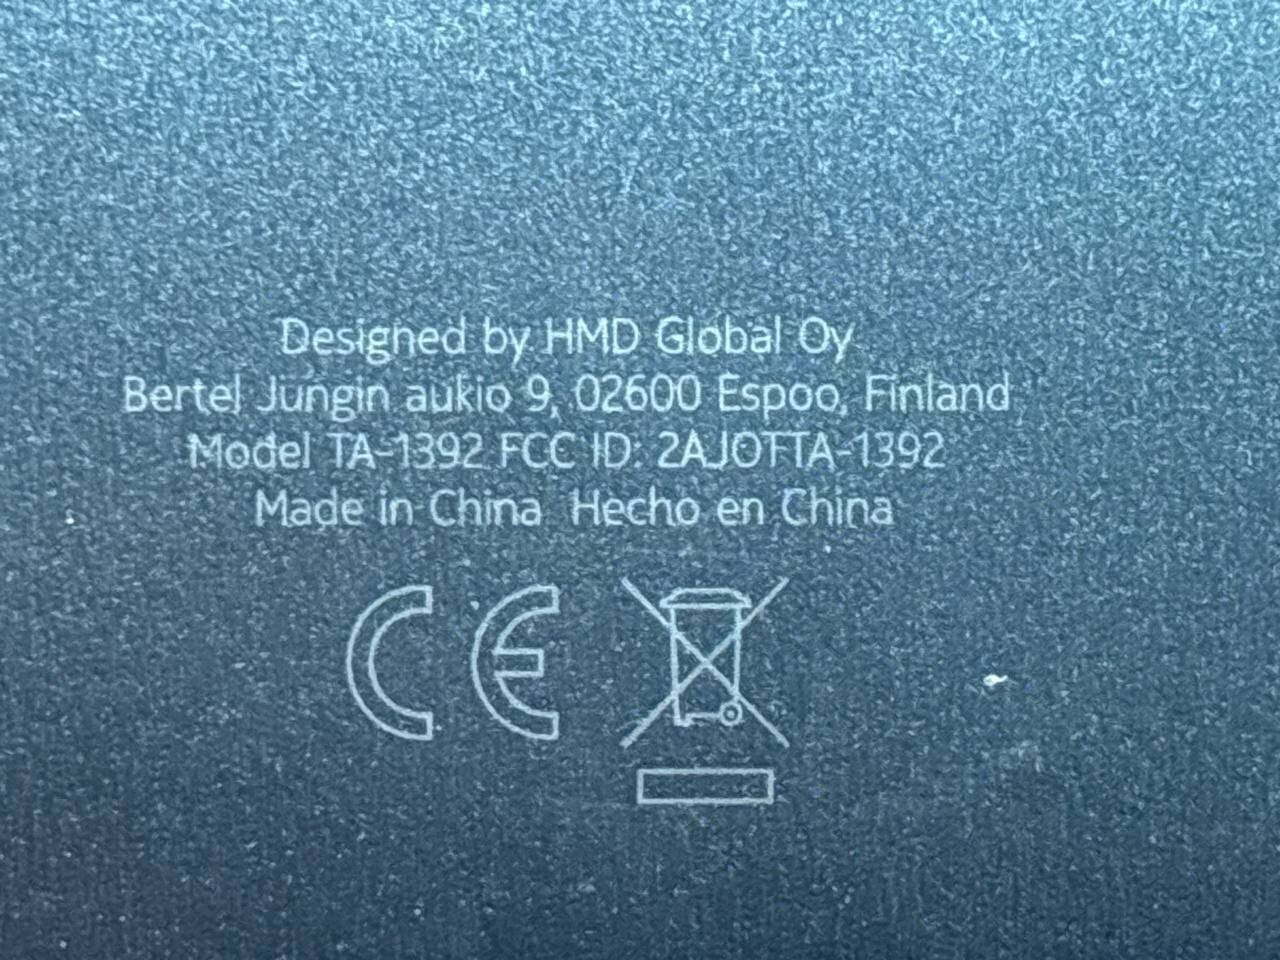 Designed by HMD Global Oy
Bertel Jungin aukio 9, 02600 Espoo, Finland
Model TA-1392 FCC ID: 2AJOTTA-1392
Made in China Hecho en China
CE